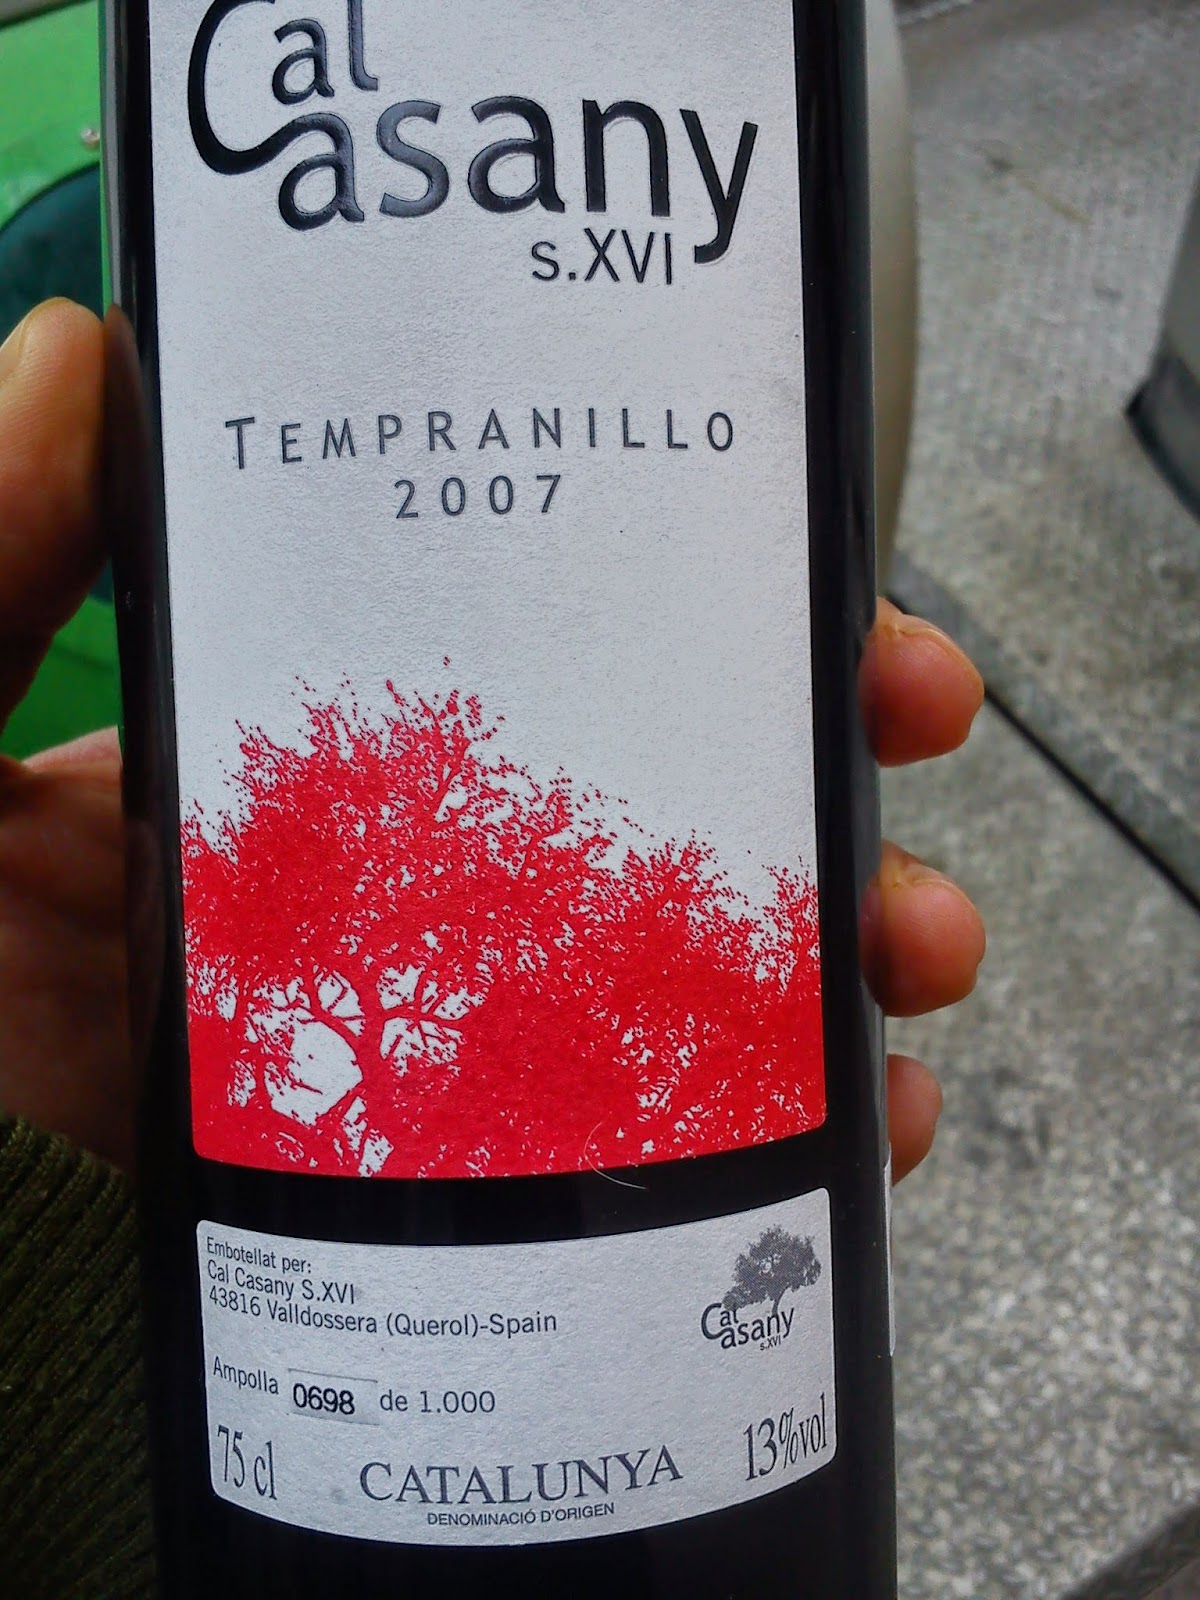 Cal
Casany
s.XVI
TEMPRANILLO
2007
Embotellat per:
Cal Casany S.XVI
43816 Valldossera (Querol)-Spain
Ampolla 0698 de 1.000
75 cl
CATALUNYA
DENOMINACIÓ D'ORIGEN
13%vol
Cal
Casany
s.XVI